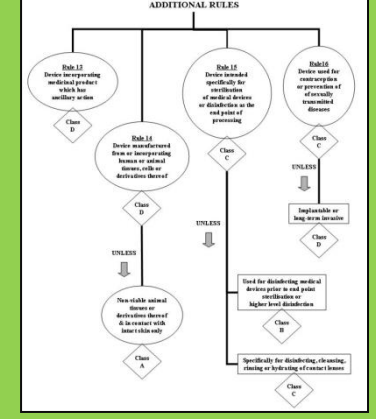 ADDITIONAL RULES
Rule 13
Device incorporating
medicinal product
which has
ancillary action
Class
D
Rule 14
Device manufactured
from or incorporating
human or animal
tissues, cells or
derivatives thereof
Class
D
UNLESS
Non-viable animal
tissues or
derivatives thereof
& in contact with
intact skin only
Class
A
Rule 15
Device intended
specifically for
sterilisation
of medical devices
or disinfection as the
end point of
processing
Class
C
UNLESS
Used for disinfecting medical
devices prior to end point
sterilisation or
higher level disinfection
Class
B
Specifically for disinfecting, cleansing,
rinsing or hydrating of contact lenses
Class
C
Rule16
Device used for
contraception
or prevention of
of sexually
transmitted
diseases
Class
C
UNLESS
Implantable or
long-term invasive
Class
D